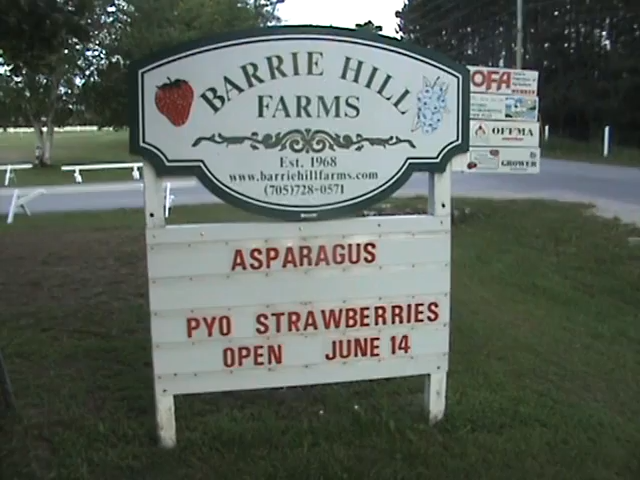 BARRIE HILL
FARMS
Est. 1968
www.barriehillfarms.com
(705)728-0571
ASPARAGUS
PYO STRAWBERRIES
OPEN JUNE 14
OFA
OFFMA
GROWER